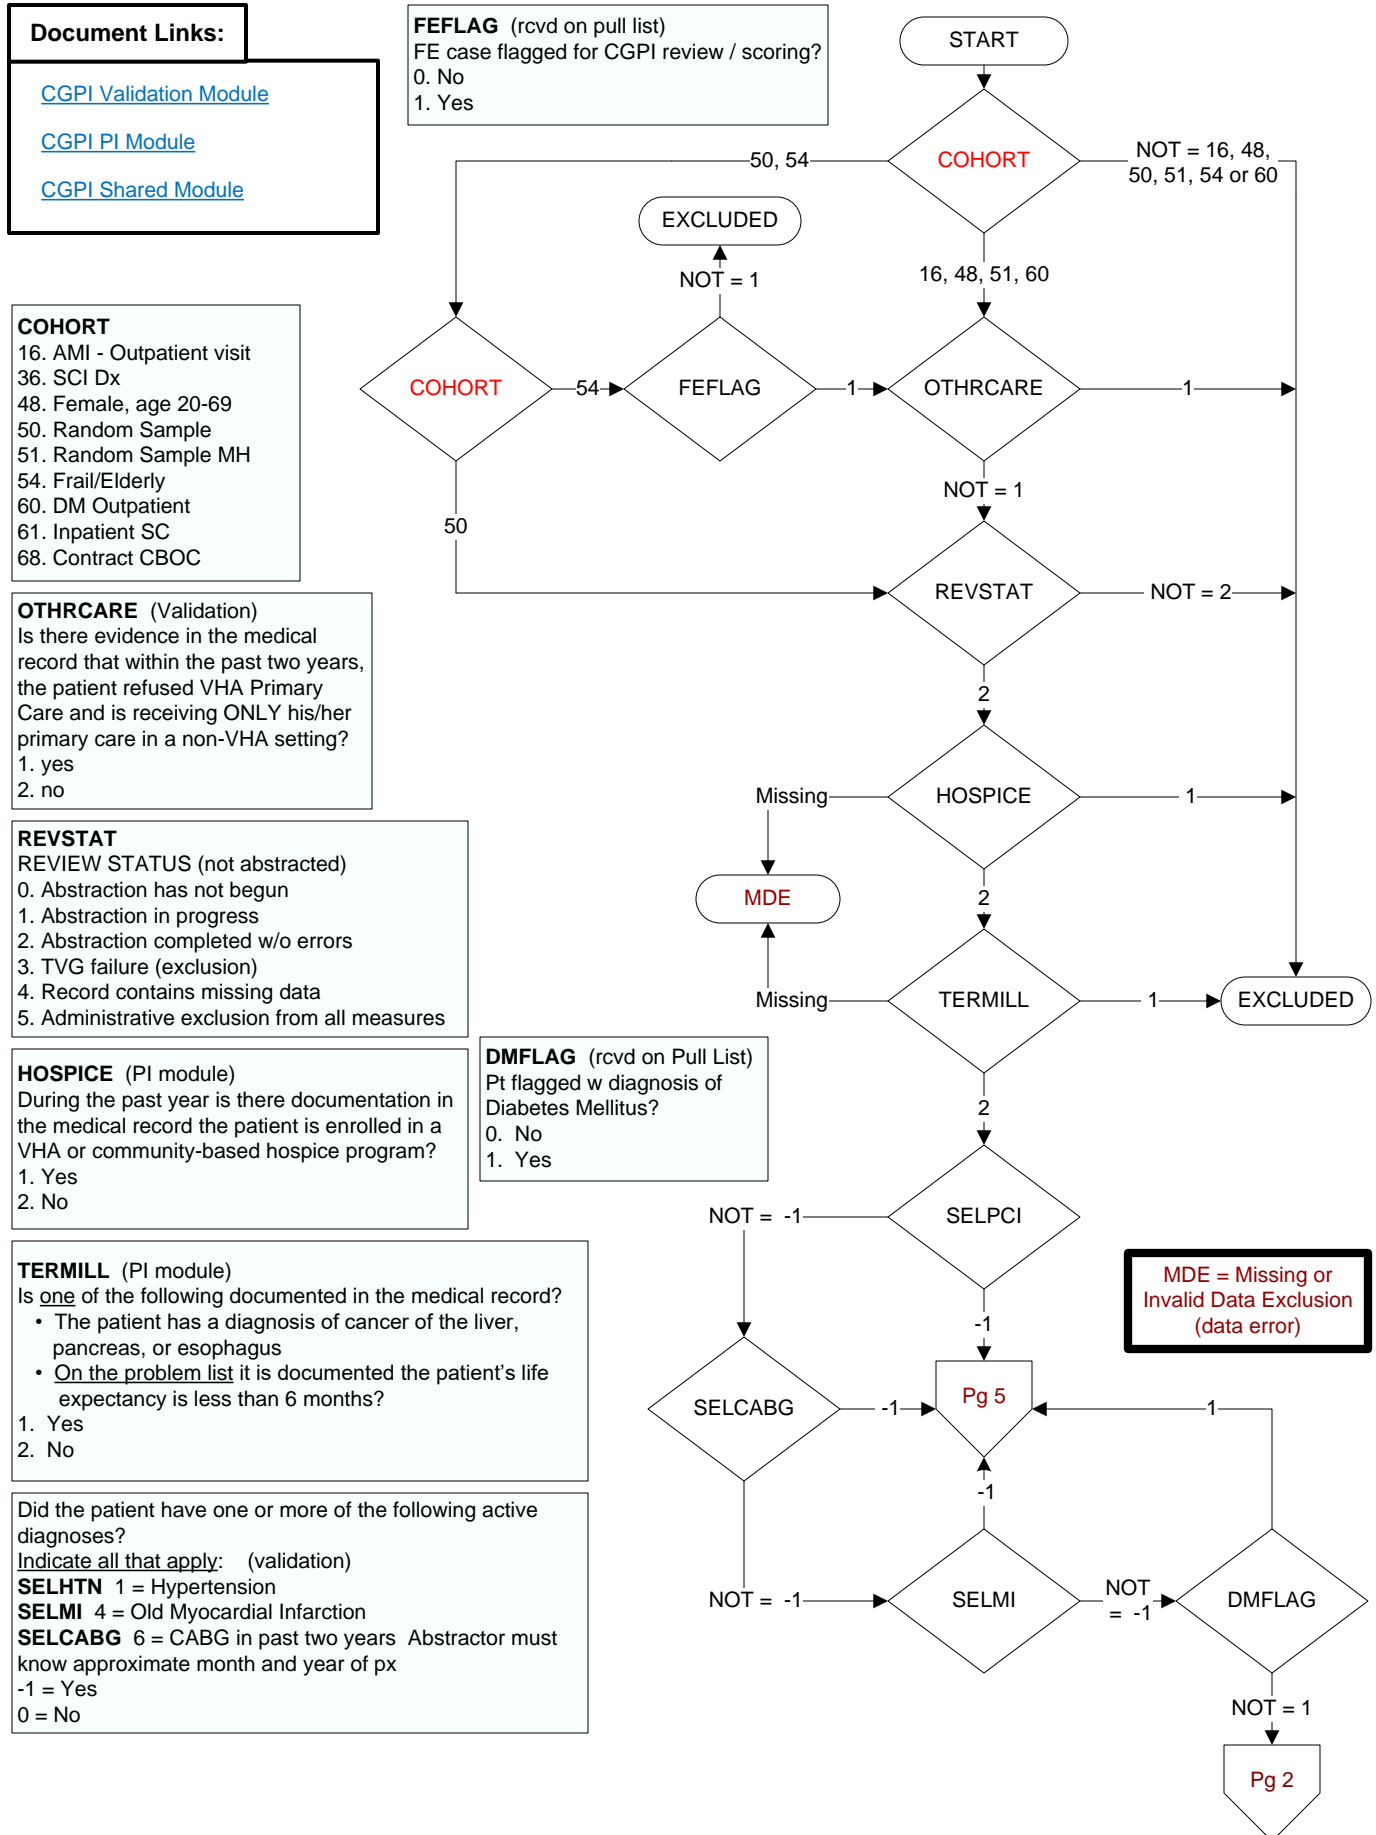 Document Links:
CGPI Validation Module
CGPI PI Module
CGPI Shared Module
FEFLAG (rcvd on pull list)
FE case flagged for CGPI review / scoring?
0. No
1. Yes
START
COHORT
50, 54
NOT = 16, 48,
50, 51, 54 or 60
16, 48, 51, 60
EXCLUDED
NOT = 1
COHORT
54
FEFLAG
1
OTHRCARE
1
50
NOT = 1
REVSTAT
NOT = 2
2
HOSPICE
Missing
1
MDE
2
TERMILL
Missing
1
EXCLUDED
2
SELPCI
NOT = -1
-1
SELCABG
-1
Pg 5
1
-1
NOT = -1
SELMI
NOT
= -1
DMFLAG
NOT = 1
Pg 2
COHORT
16. AMI - Outpatient visit
36. SCI Dx
48. Female, age 20-69
50. Random Sample
51. Random Sample MH
54. Frail/Elderly
60. DM Outpatient
61. Inpatient SC
68. Contract CBOC
OTHRCARE (Validation)
Is there evidence in the medical
record that within the past two years,
the patient refused VHA Primary
Care and is receiving ONLY his/her
primary care in a non-VHA setting?
1. yes
2. no
REVSTAT
REVIEW STATUS (not abstracted)
0. Abstraction has not begun
1. Abstraction in progress
2. Abstraction completed w/o errors
3. TVG failure (exclusion)
4. Record contains missing data
5. Administrative exclusion from all measures
HOSPICE (PI module)
During the past year is there documentation in
the medical record the patient is enrolled in a
VHA or community-based hospice program?
1. Yes
2. No
DMFLAG (rcvd on Pull List)
Pt flagged w diagnosis of
Diabetes Mellitus?
0. No
1. Yes
TERMILL (PI module)
Is one of the following documented in the medical record?
• The patient has a diagnosis of cancer of the liver,
pancreas, or esophagus
• On the problem list it is documented the patient's life
expectancy is less than 6 months?
1. Yes
2. No
MDE = Missing or
Invalid Data Exclusion
(data error)
Did the patient have one or more of the following active
diagnoses?
Indicate all that apply: (validation)
SELHTN 1 = Hypertension
SELMI 4 = Old Myocardial Infarction
SELCABG 6 = CABG in past two years Abstractor must
know approximate month and year of px
-1 = Yes
0 = No